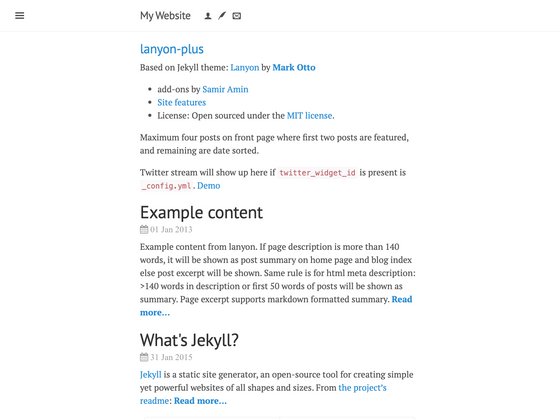 My Website
lanyon-plus
Based on Jekyll theme: Lanyon by Mark Otto
• add-ons by Samir Amin
• Site features
• License: Open sourced under the MIT license.
Maximum four posts on front page where first two posts are featured,
and remaining are date sorted.
Twitter stream will show up here if twitter_widget_id is present is
_config.yml. Demo
Example content
01 Jan 2013
Example content from lanyon. If page description is more than 140
words, it will be shown as post summary on home page and blog index
else post excerpt will be shown. Same rule is for html meta description:
>140 words in description or first 50 words of posts will be shown as
summary. Page excerpt supports markdown formatted summary. Read
more...
What's Jekyll?
31 Jan 2015
Jekyll is a static site generator, an open-source tool for creating simple
yet powerful websites of all shapes and sizes. From the project's
readme: Read more...